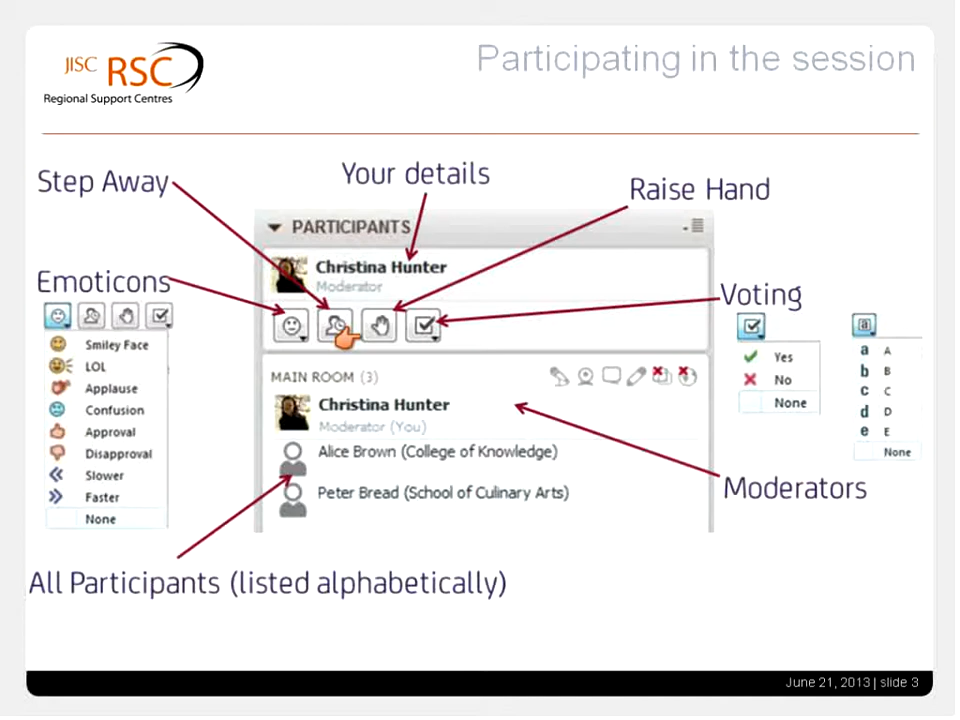 JISC RSC
Regional Support Centres
Participating in the session
Step Away
Your details
Raise Hand
Emoticons
Voting
PARTICIPANTS
Christina Hunter
Moderator
MAIN ROOM (3)
Christina Hunter
Moderator (You)
Alice Brown (College of Knowledge)
Peter Bread (School of Culinary Arts)
Smiley Face
LOL
Applause
Confusion
Approval
Disapproval
Slower
Faster
None
Yes
No
None
a
a A
b B
c C
d D
e E
None
Moderators
All Participants (listed alphabetically)
June 21, 2013 | slide 3